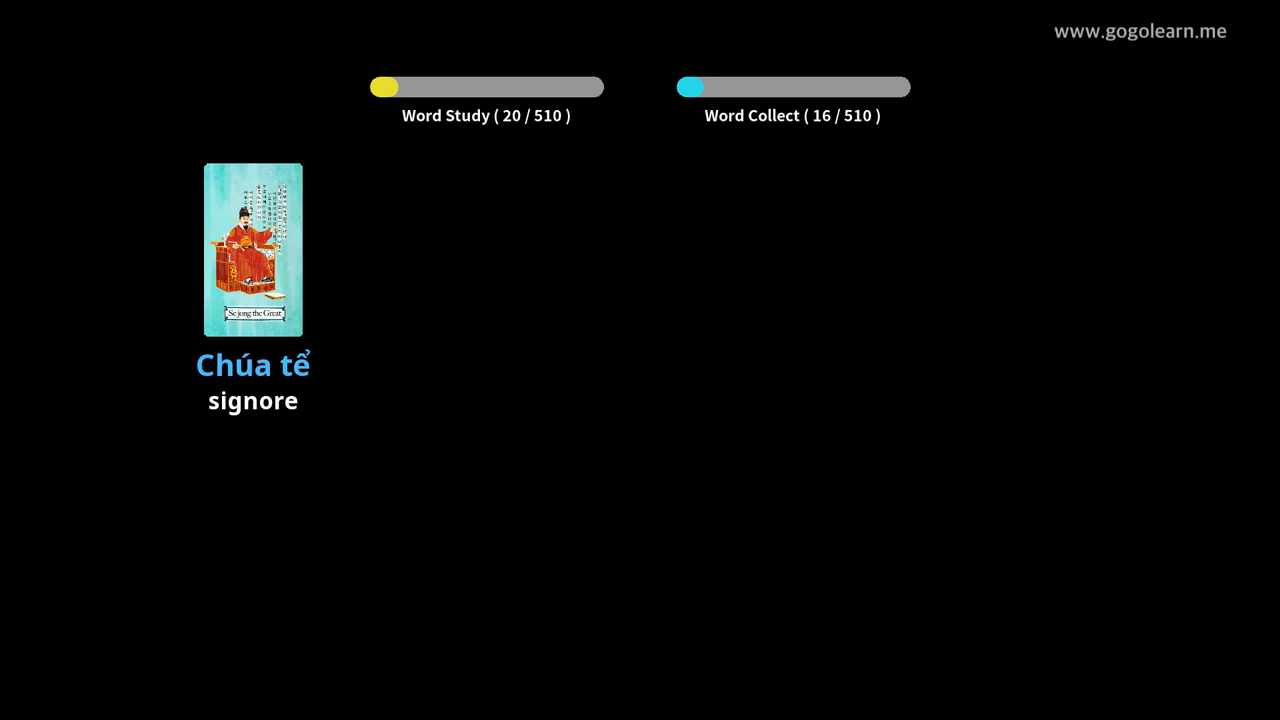 www.gogolearn.me
Word Study ( 20 / 510 )
Word Collect ( 16 / 510 )
Se jong the Great
Chúa tể
signore